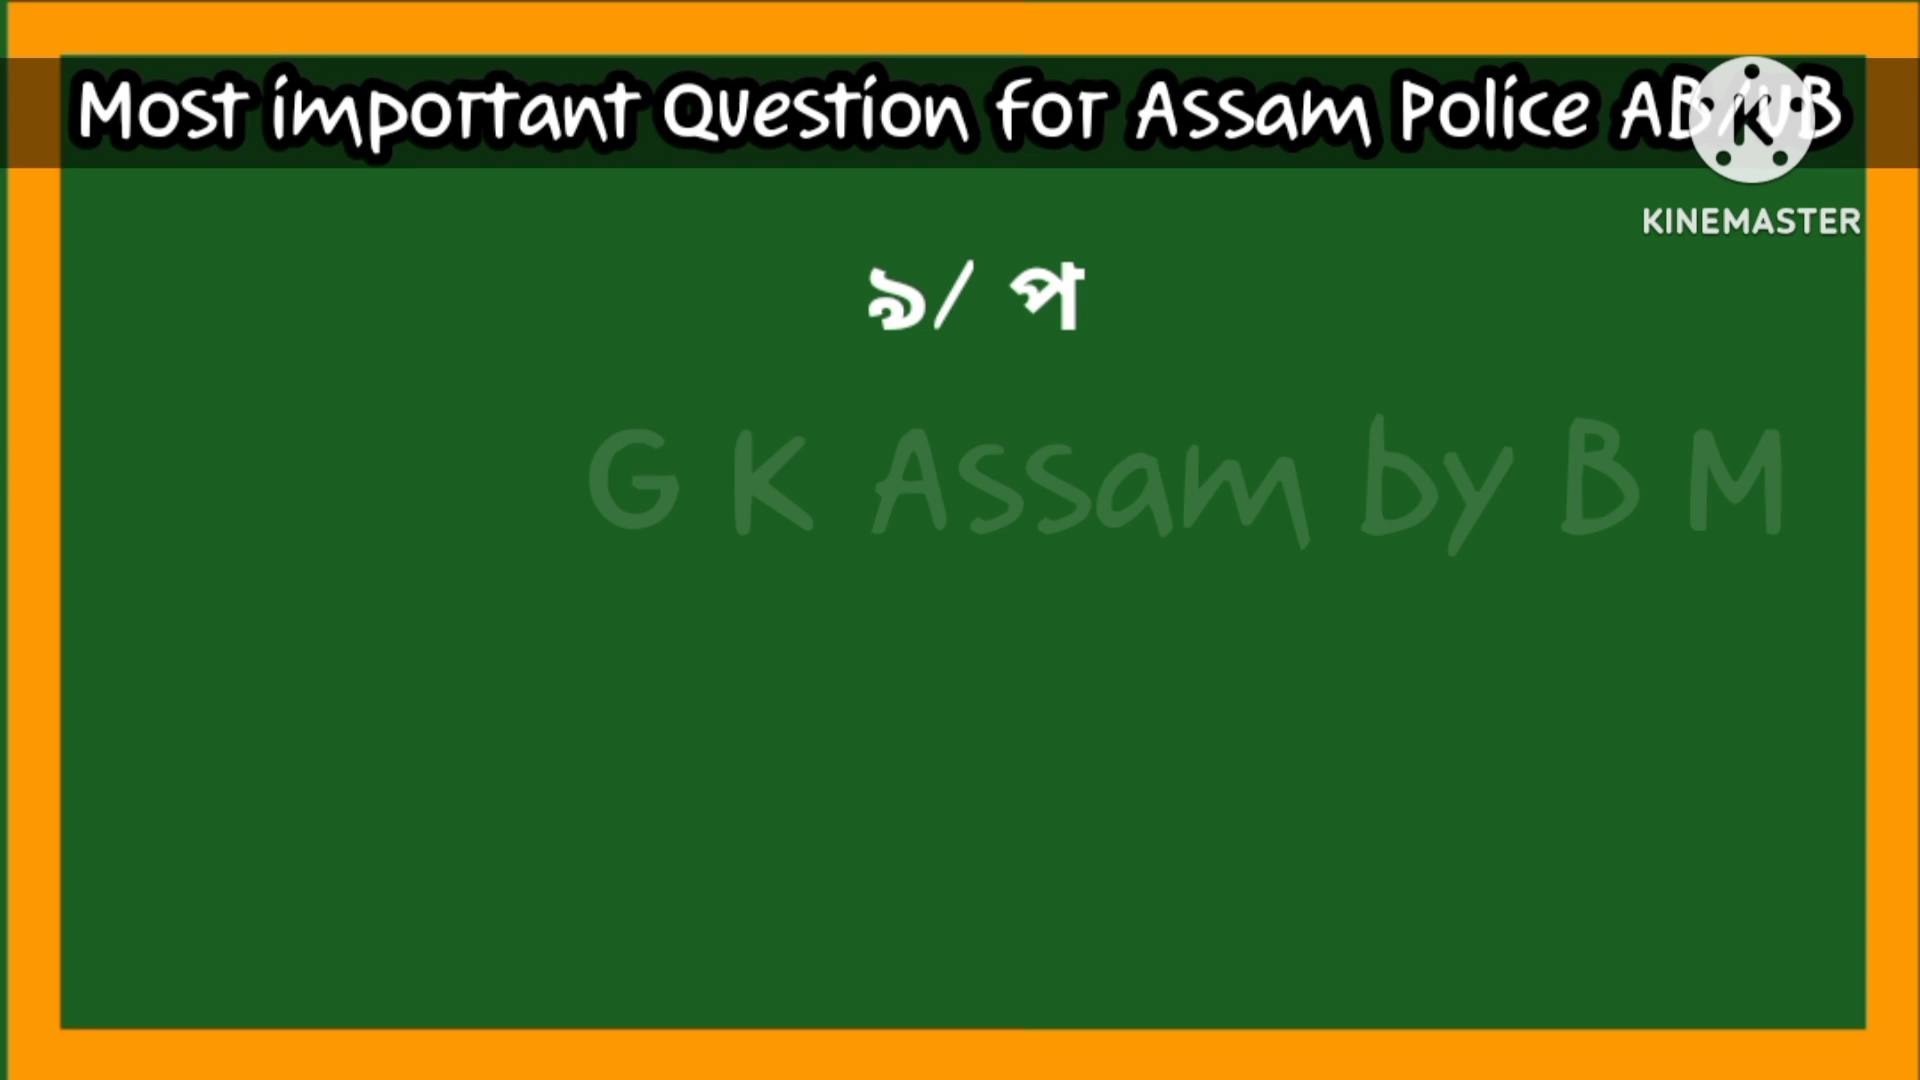 Most important Question for Assam Police AB/UB
KINEMASTER
৯/ প
G K Assam by B M